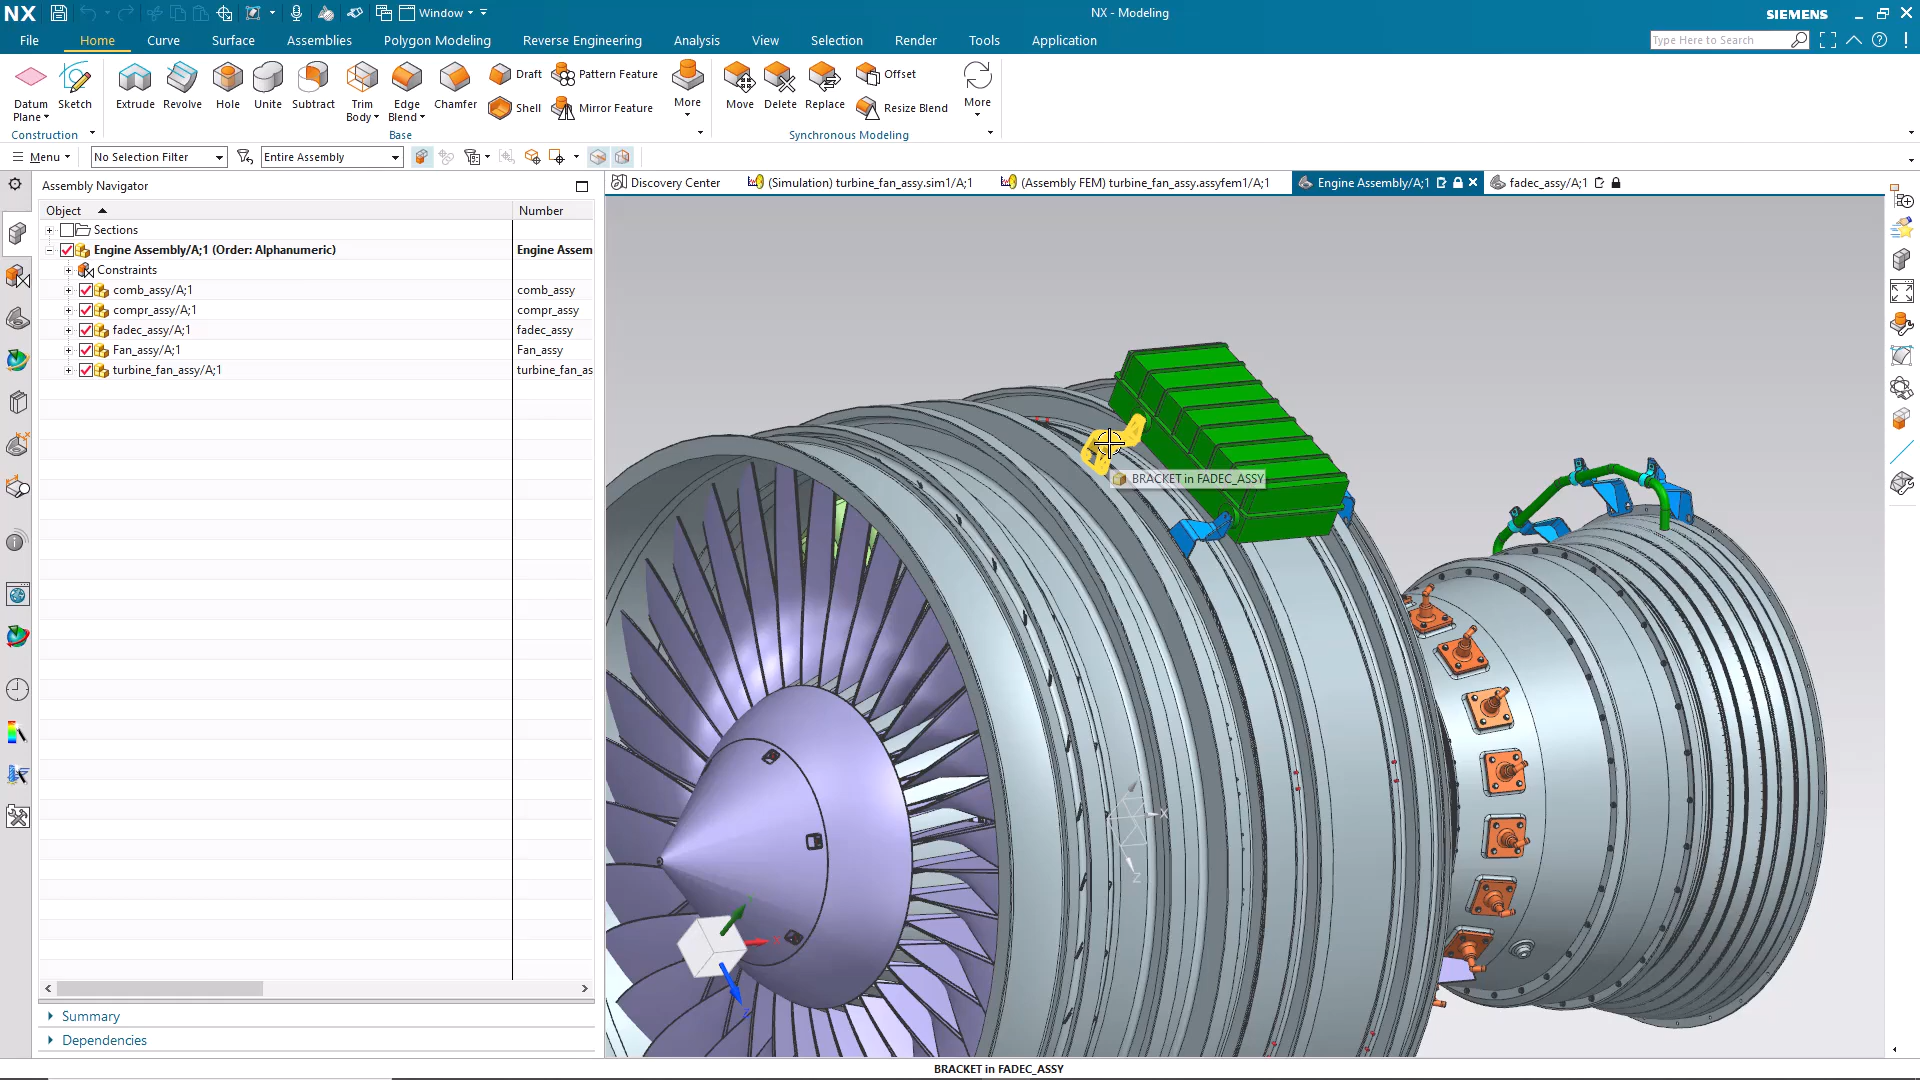 NX
Window
NX - Modeling
SIEMENS
File Home Curve Surface Assemblies Polygon Modeling Reverse Engineering Analysis View Selection Render Tools Application
Type Here to Search
Datum Plane
Sketch
Extrude
Revolve
Hole
Unite
Subtract
Trim Body
Edge Blend
Chamfer
Draft
Shell
Pattern Feature
Mirror Feature
More
Move
Delete
Replace
Offset
Resize Blend
More
Construction
Base
Synchronous Modeling
Menu
No Selection Filter
Entire Assembly
Assembly Navigator
Discovery Center
(Simulation) turbine_fan_assy.sim1/A;1
(Assembly FEM) turbine_fan_assy.assyfem1/A;1
Engine Assembly/A;1
fadec_assy/A;1
Object Number
Sections
Engine Assembly/A;1 (Order: Alphanumeric) Engine Assem
Constraints
comb_assy/A;1 comb_assy
compr_assy/A;1 compr_assy
fadec_assy/A;1 fadec_assy
Fan_assy/A;1 Fan_assy
turbine_fan_assy/A;1 turbine_fan_as
BRACKET in FADEC_ASSY
X
Z
Summary
Dependencies
BRACKET in FADEC_ASSY